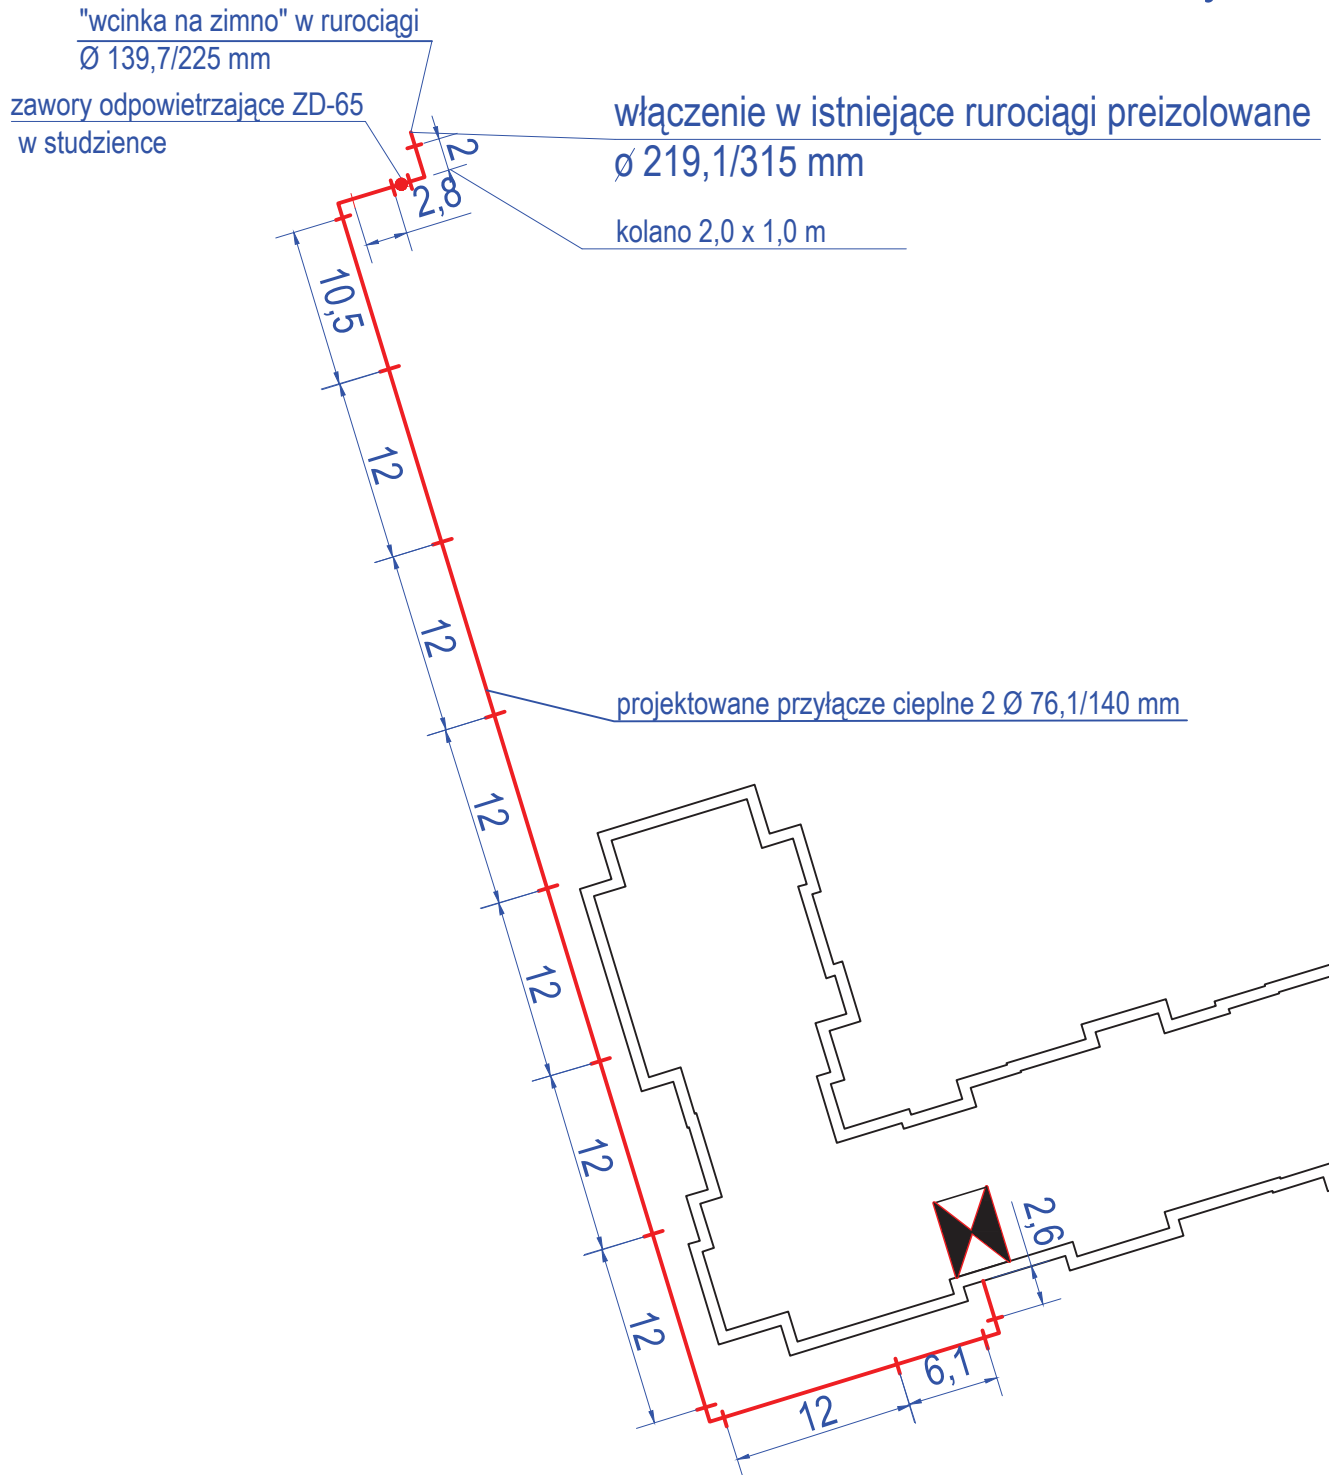 "wcinka na zimno" w rurociągi
Ø 139,7/225 mm
zawory odpowietrzające ZD-65
w studzience
włączenie w istniejące rurociągi preizolowane
ø 219,1/315 mm
2
2,8
kolano 2,0 x 1,0 m
10,5
12
12
projektowane przyłącze cieplne 2 Ø 76,1/140 mm
12
12
12
2,6
12
6,1
12